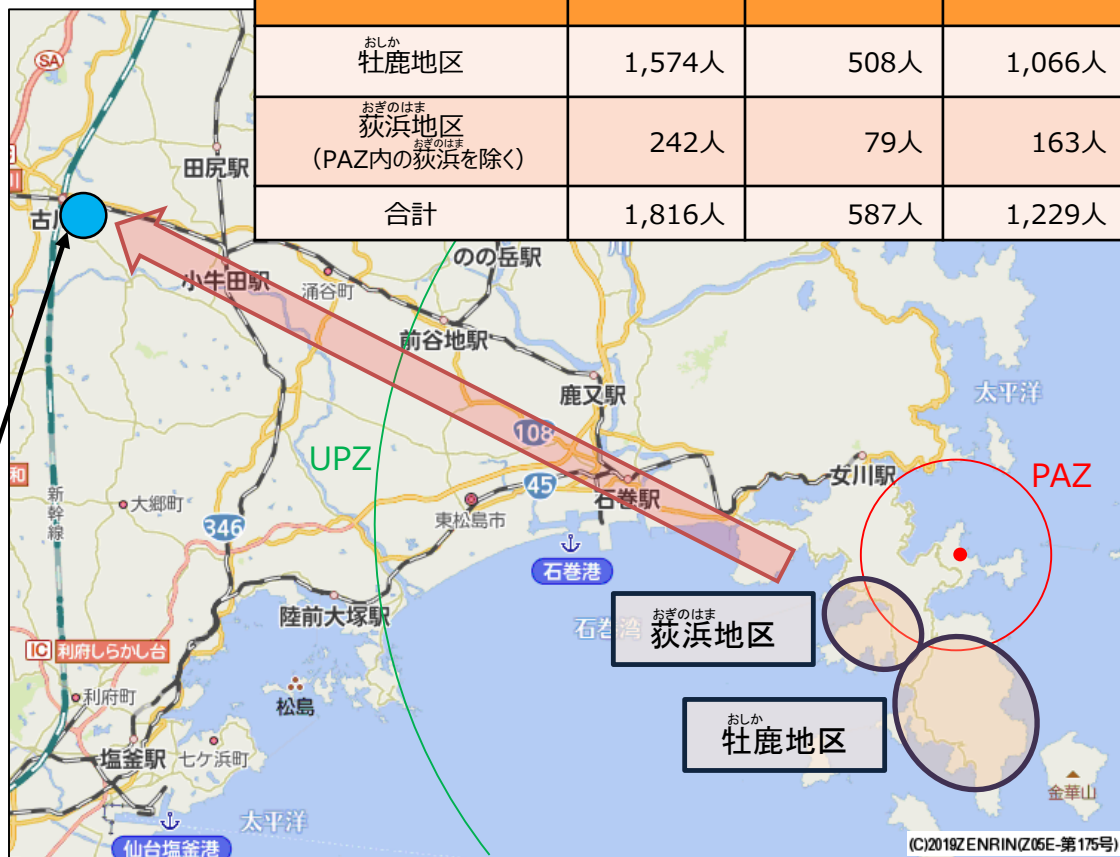 おしか
牡鹿地区 1,574人 508人 1,066人
おぎのはま
荻浜地区
おぎのはま
(PAZ内の荻浜を除く) 242人 79人 163人
合計 1,816人 587人 1,229人
SA
田尻駅
川
のの岳駅
小牛田駅
涌谷町
前谷地駅
鹿又駅
太平洋
108
UPZ
女川駅
PAZ
和
45
石巻駅
新幹線
大郷町
346
東松島市
石巻港
陸前大塚駅
石巻湾
おぎのはま
荻浜地区
IC 利府しらかし台
利府町
松島
おしか
牡鹿地区
塩釜駅
七ケ浜町
金華山
太平洋
仙台塩釜港
(C)2019ZENRIN(Z05E-第175号)